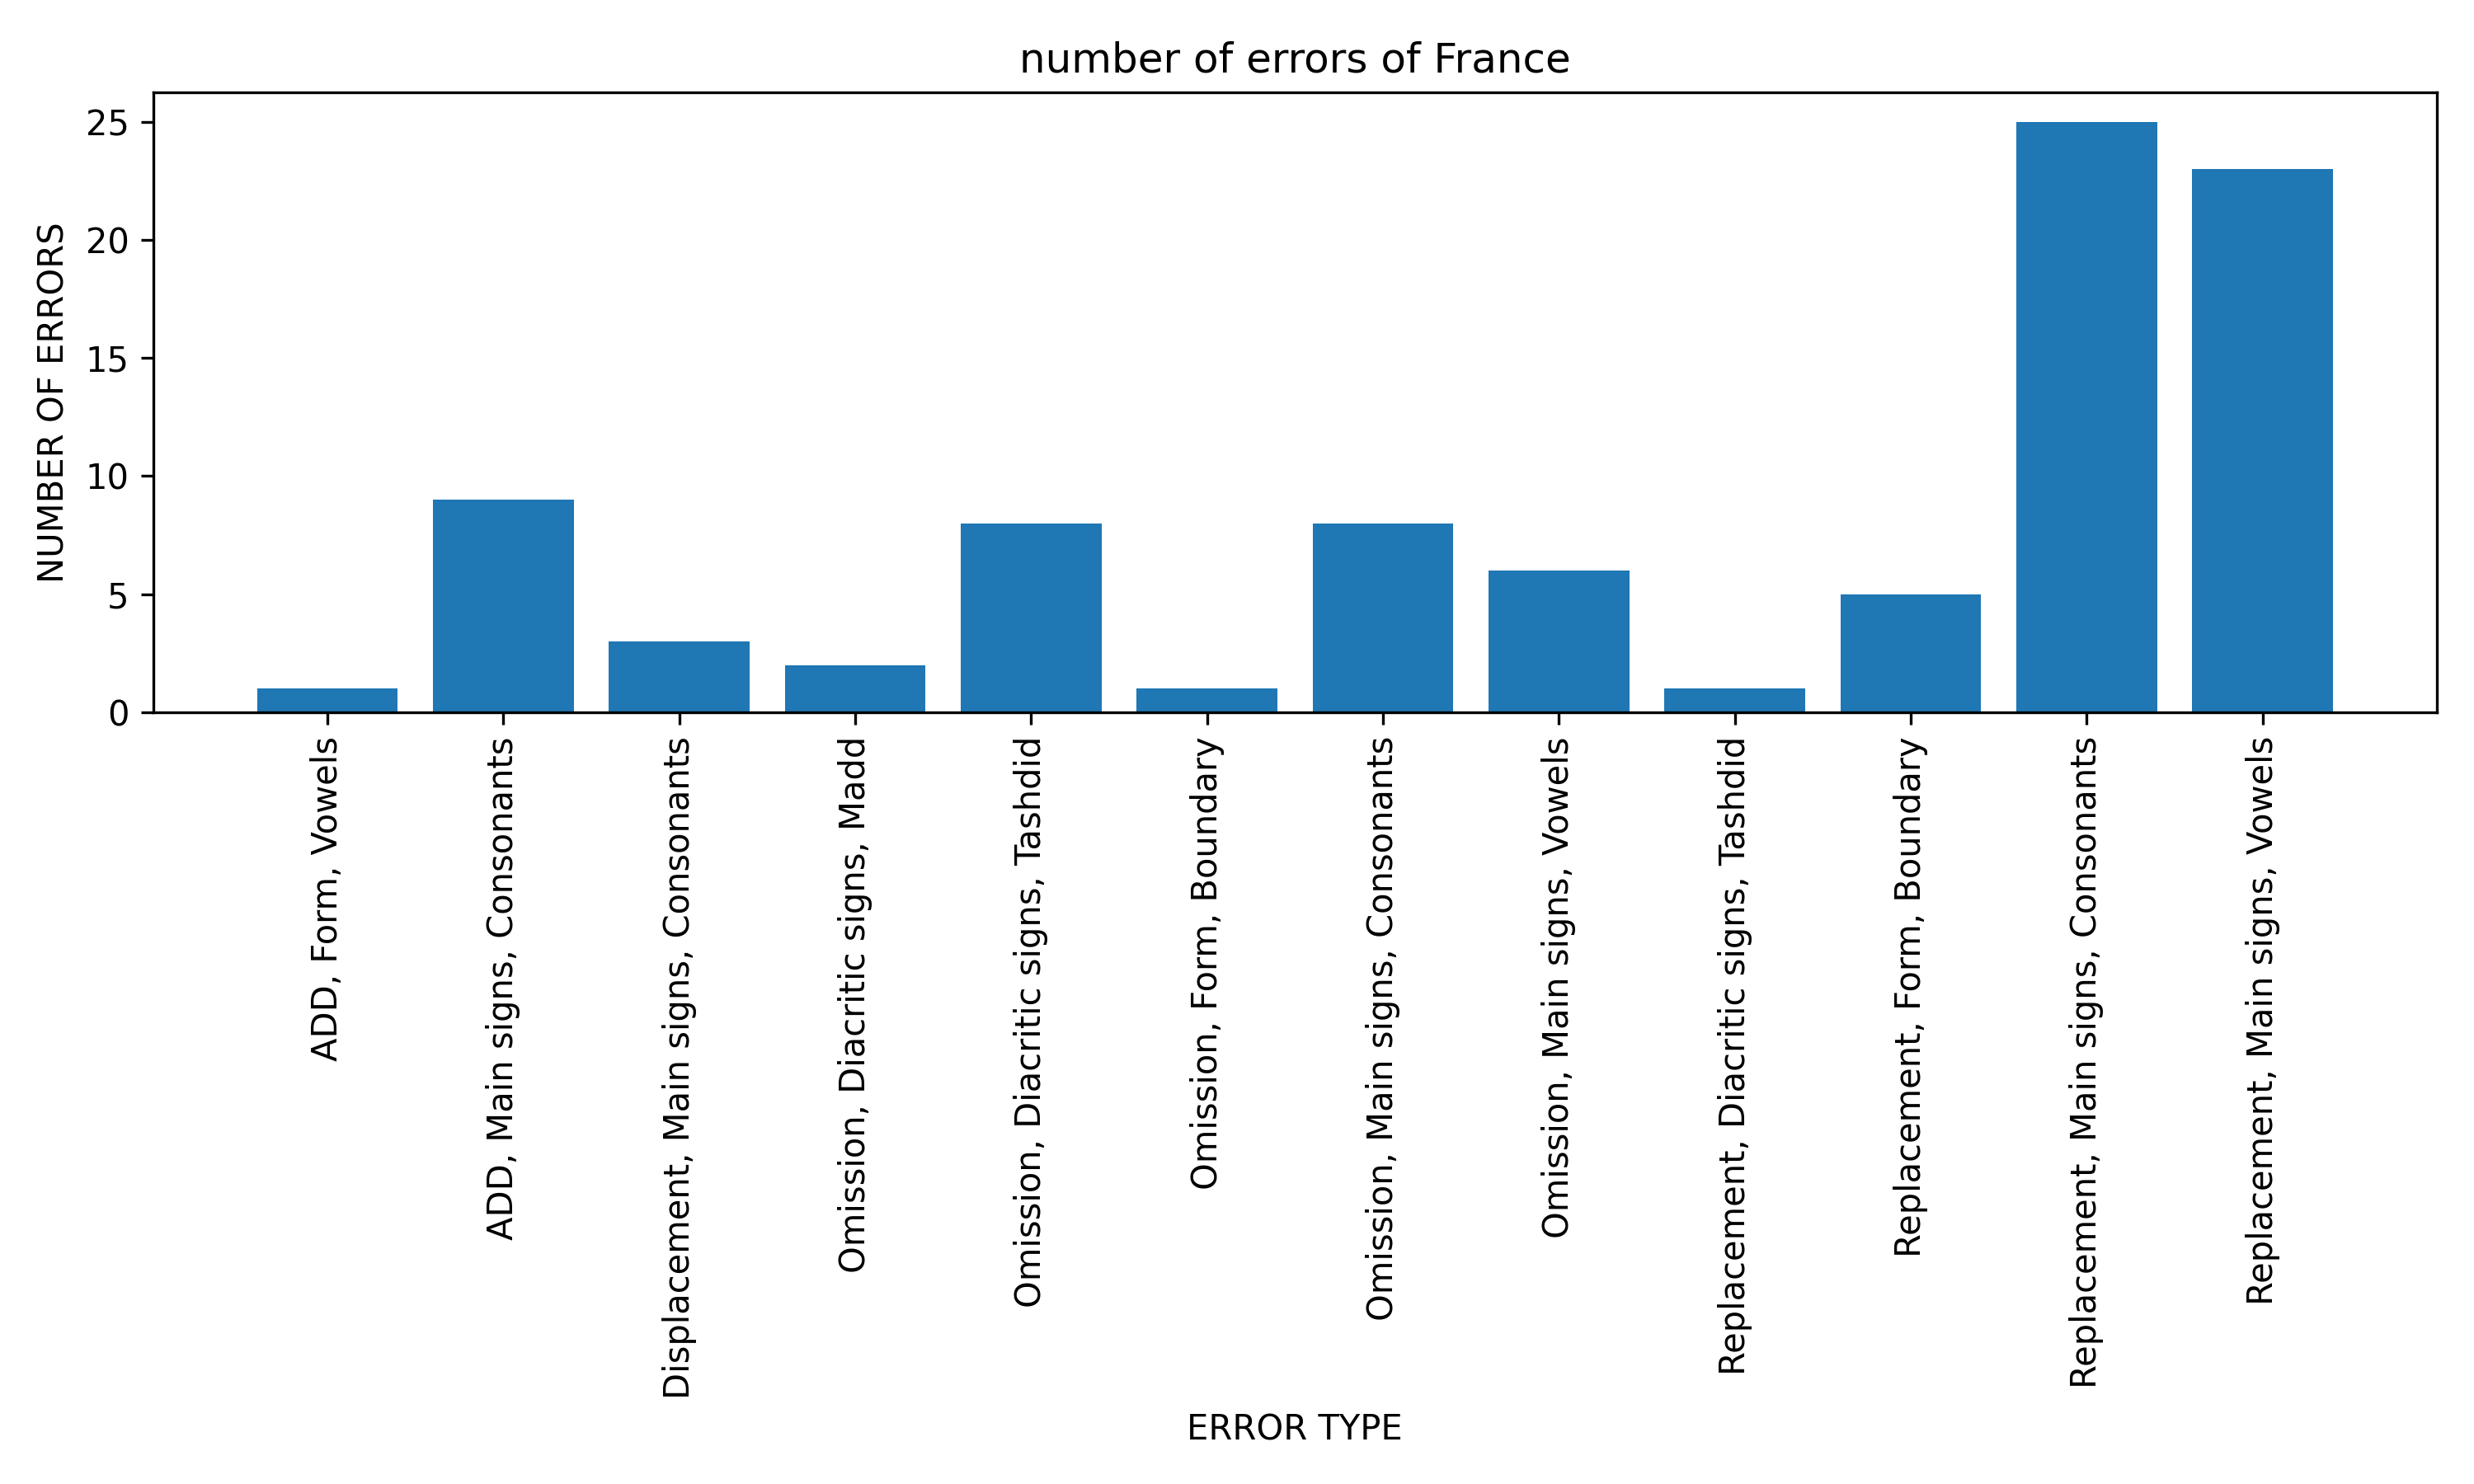 number of errors of France
NUMBER OF ERRORS
25
20
15
10
5
0
ADD, Form, Vowels
ADD, Main signs, Consonants
Displacement, Main signs, Consonants
Omission, Diacritic signs, Madd
Omission, Diacritic signs, Tashdid
Omission, Form, Boundary
Omission, Main signs, Consonants
Omission, Main signs, Vowels
Replacement, Diacritic signs, Tashdid
Replacement, Form, Boundary
Replacement, Main signs, Consonants
Replacement, Main signs, Vowels
ERROR TYPE